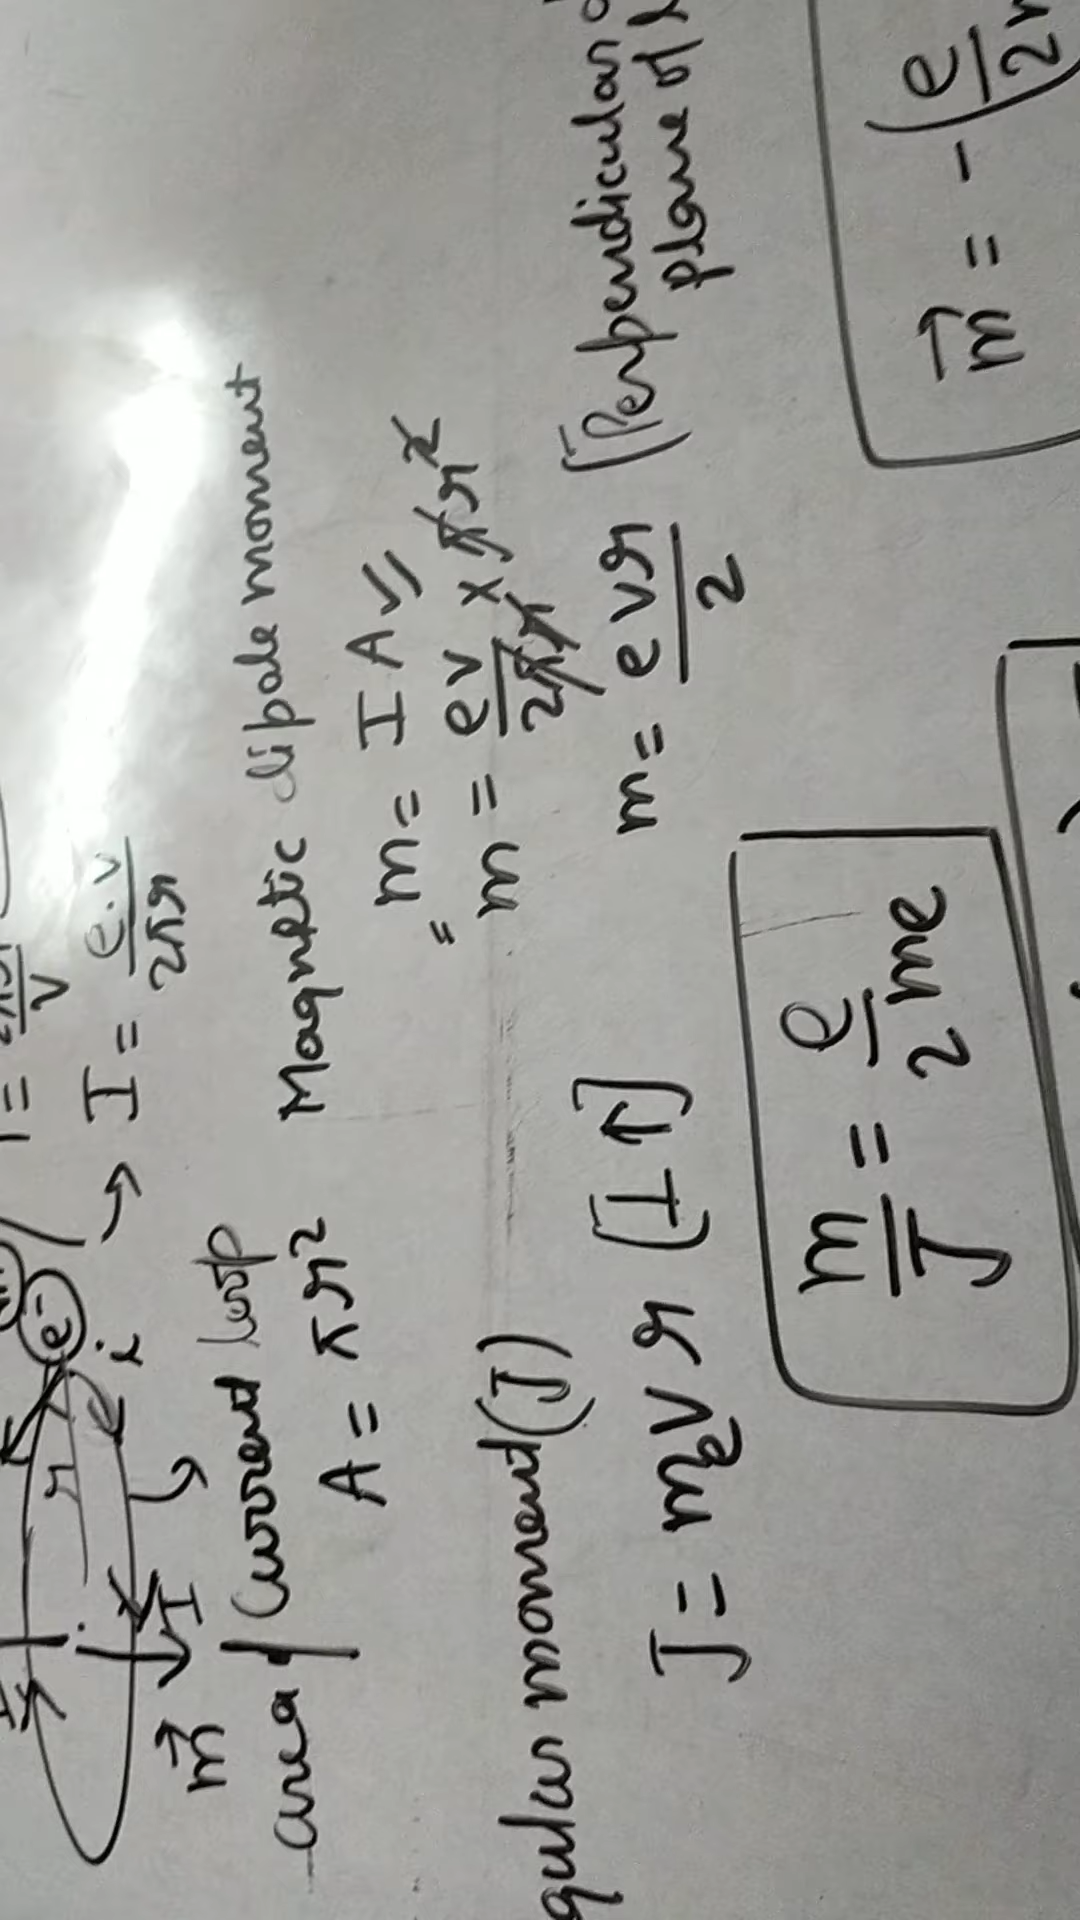 e⁻
r
i
I
m⃗
→ I = e.v/2πr
area of Current loop
A = πr²
Magnetic dipole moment
m = IA
m = ev/2πr × πr²
m = evr/2 [Perpendicular
plane of
angular moment (J)
J = mₑvr [⊥↑]
m/J = e/2me
m⃗ = -(e/2